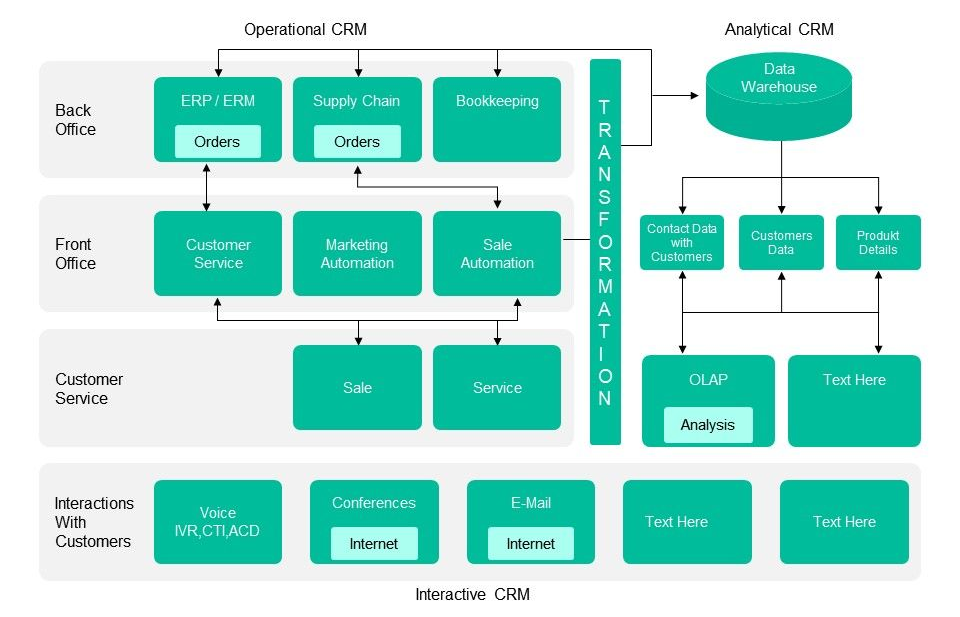 Operational CRM
Analytical CRM
Back
Office
ERP / ERM
Orders
Supply Chain
Orders
Bookkeeping
TRANSFORMATION
Data
Warehouse
Front
Office
Customer
Service
Marketing
Automation
Sale
Automation
Contact Data
with
Customers
Customers
Data
Produkt
Details
Customer
Service
Sale
Service
OLAP
Analysis
Text Here
Interactions
With
Customers
Voice
IVR,CTI,ACD
Conferences
Internet
E-Mail
Internet
Text Here
Text Here
Interactive CRM